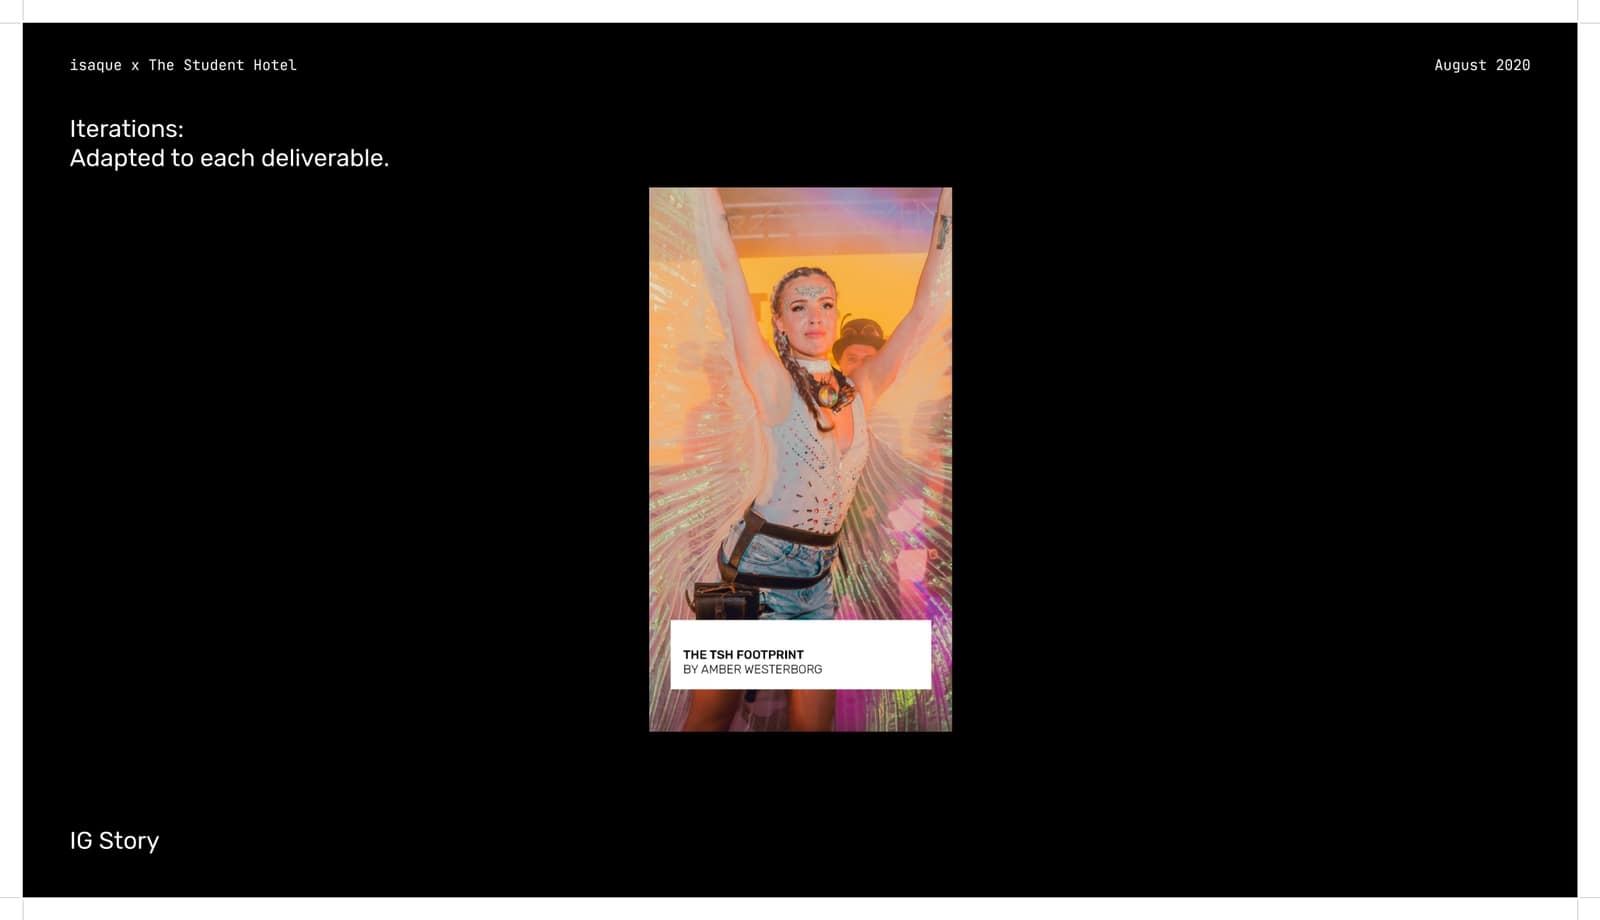 isaque x The Student Hotel
August 2020
Iterations:
Adapted to each deliverable.
THE TSH FOOTPRINT
BY AMBER WESTERBORG
IG Story